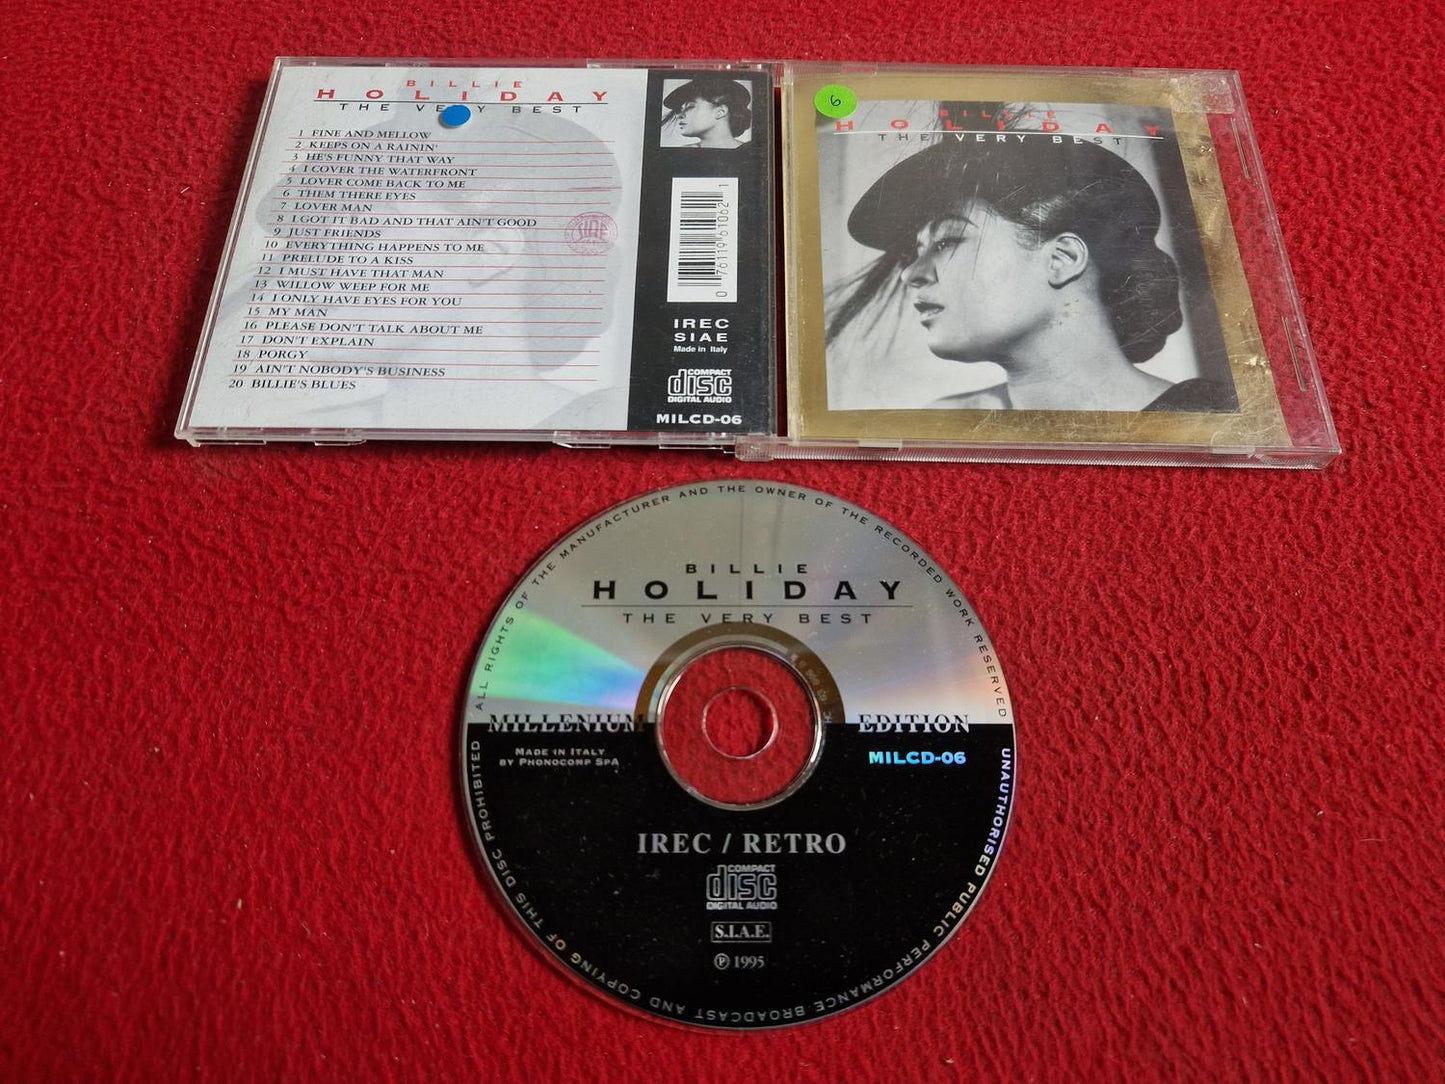 BILLIE
HOLIDAY
THE VERY BEST
1 FINE AND MELLOW
2 KEEPS ON A RAININ'
3 HE'S FUNNY THAT WAY
4 I COVER THE WATERFRONT
5 LOVER COME BACK TO ME
6 THEM THERE EYES
7 LOVER MAN
8 I GOT IT BAD AND THAT AIN'T GOOD
9 JUST FRIENDS
10 EVERYTHING HAPPENS TO ME
11 PRELUDE TO A KISS
12 I MUST HAVE THAT MAN
13 WILLOW WEEP FOR ME
14 I ONLY HAVE EYES FOR YOU
15 MY MAN
16 PLEASE DON'T TALK ABOUT ME
17 DON'T EXPLAIN
18 PORGY
19 AIN'T NOBODY'S BUSINESS
20 BILLIE'S BLUES
SIAE
0 76119 61062 1
IREC
SIAE
Made in Italy
COMPACT
disc
DIGITAL AUDIO
MILCD-06
6
BILLIE
HOLIDAY
THE VERY BEST
ALL RIGHTS OF THE MANUFACTURER AND THE OWNER OF THE RECORDED WORK RESERVED
BILLIE
HOLIDAY
THE VERY BEST
MILLENIUM EDITION
MADE IN ITALY
BY PHONOCOMP SPA
MILCD-06
IREC / RETRO
COMPACT
disc
DIGITAL AUDIO
S.I.A.E.
℗ 1995
UNAUTHORISED PUBLIC PERFORMANCE BROADCAST AND COPYING OF THIS DISC PROHIBITED